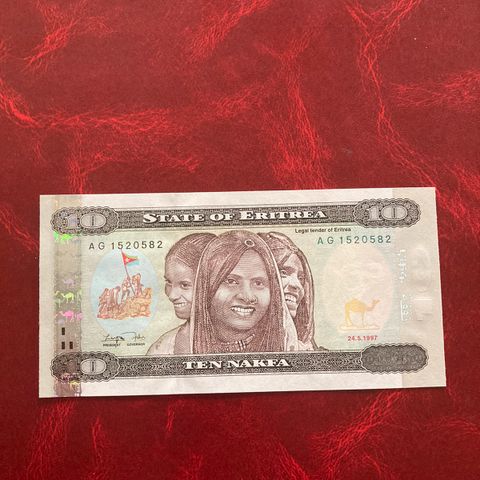 10
STATE OF ERITREA
10
Legal tender of Eritrea
AG 1520582
AG 1520582
PRESIDENT
GOVERNOR
24.5.1997
10
TEN NAKFA